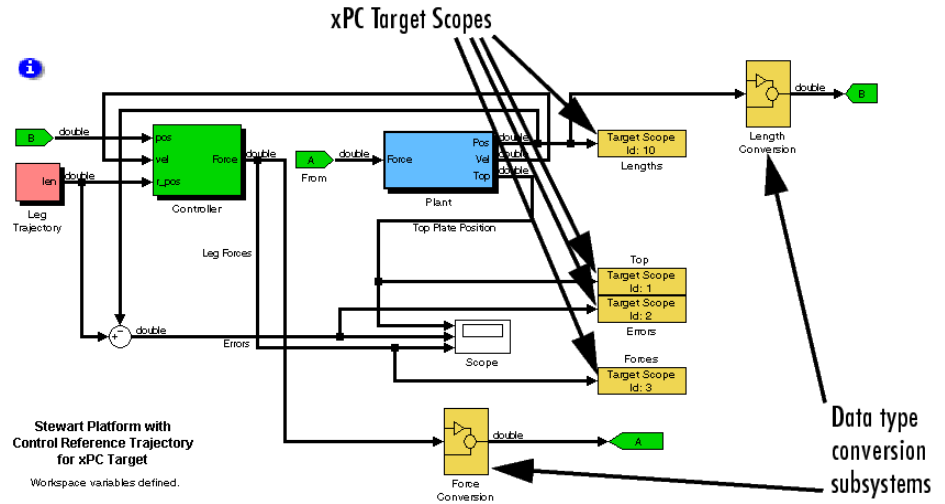 xPC Target Scopes
i
B
double
pos
vel
r_pos
Force
double
Controller
len
double
Leg
Trajectory
A
double
From
Force
Pos
Vel
Top
double
double
double
Plant
Top Plate Position
Target Scope
Id: 10
Lengths
Length
Conversion
double
B
Leg Forces
Top
Target Scope
Id: 1
Target Scope
Id: 2
Errors
double
Errors
Scope
Forces
Target Scope
Id: 3
Stewart Platform with
Control Reference Trajectory
for xPC Target
Workspace variables defined.
Force
Conversion
double
A
Data type
conversion
subsystems